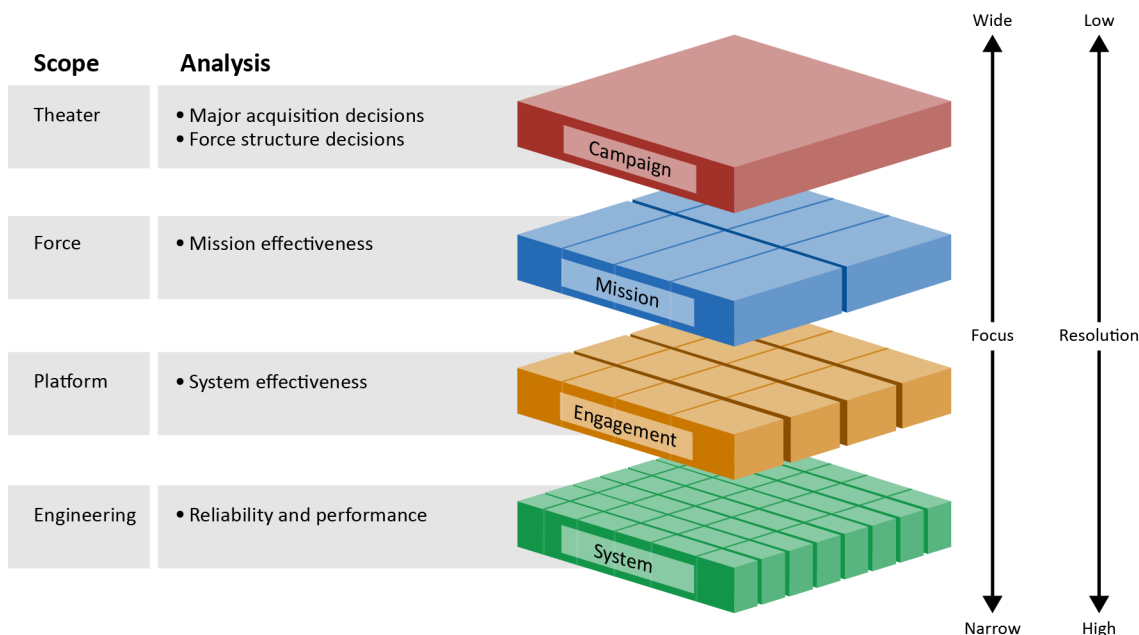 Wide
Low
Scope
Analysis
Theater
• Major acquisition decisions
• Force structure decisions
Campaign
Force
• Mission effectiveness
Mission
Focus
Resolution
Platform
• System effectiveness
Engagement
Engineering
• Reliability and performance
System
Narrow
High